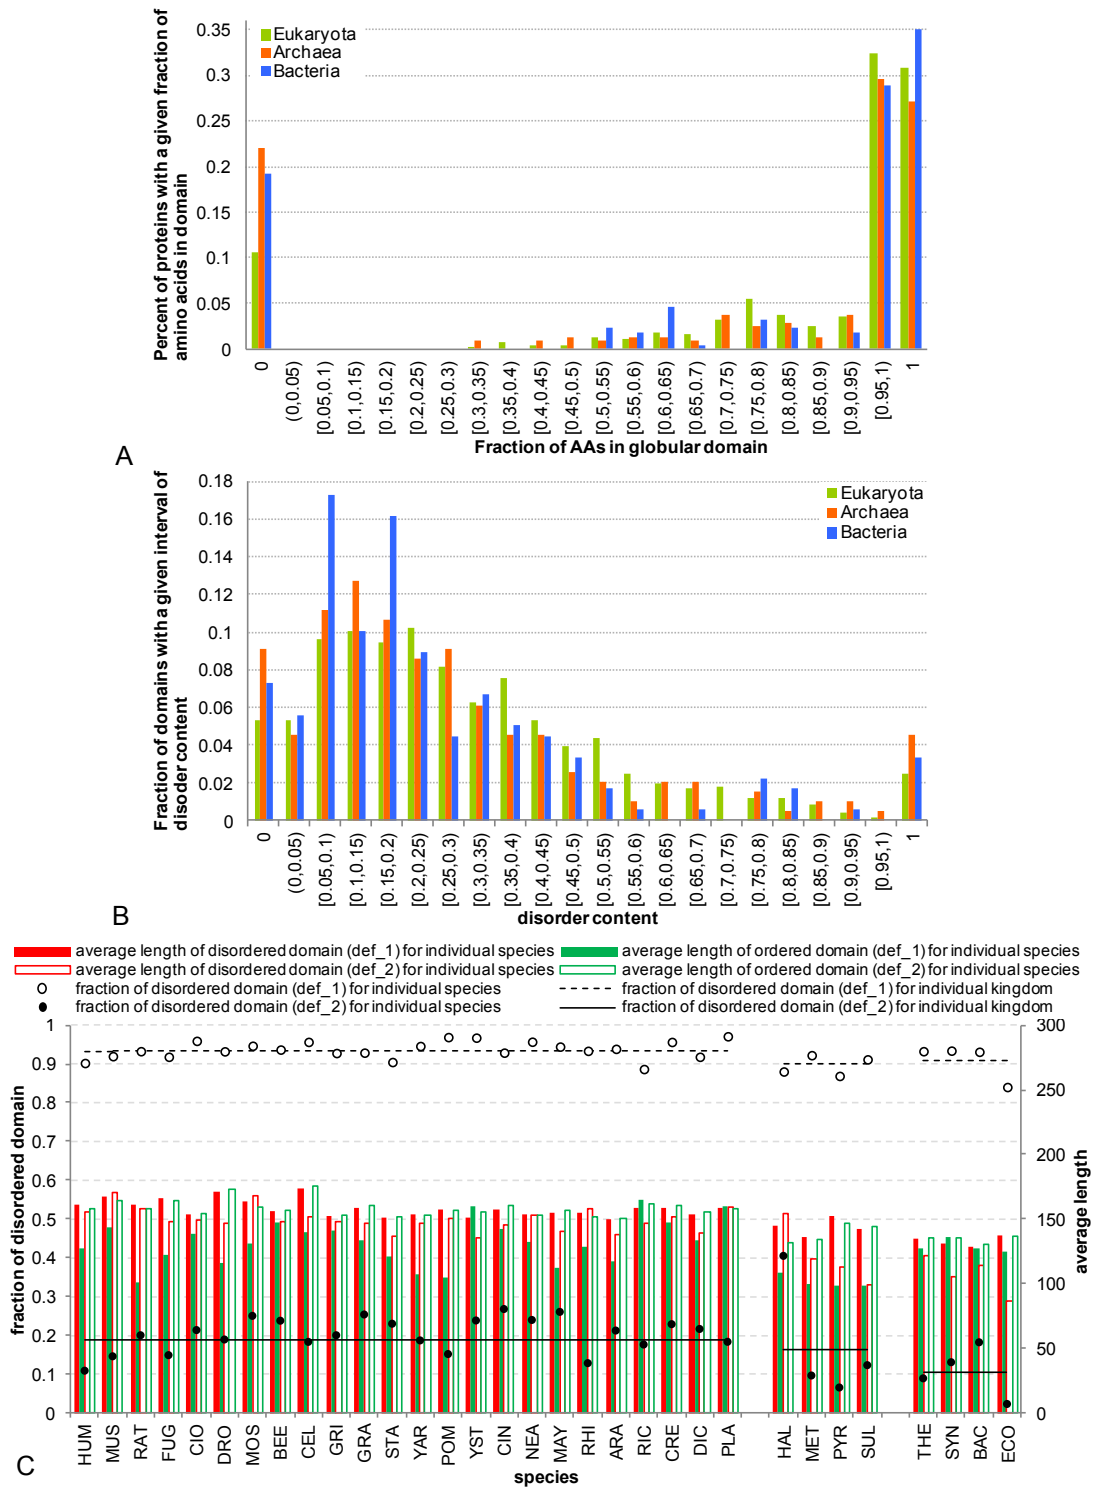 Percent of proteins with a given fraction of
amino acids in domain
0.35
0.3
0.25
0.2
0.15
0.1
0.05
0
Eukaryota
Archaea
Bacteria
0
(0,0.05)
[0.05,0.1)
[0.1,0.15)
[0.15,0.2)
[0.2,0.25)
[0.25,0.3)
[0.3,0.35)
[0.35,0.4)
[0.4,0.45)
[0.45,0.5)
[0.5,0.55)
[0.55,0.6)
[0.6,0.65)
[0.65,0.7)
[0.7,0.75)
[0.75,0.8)
[0.8,0.85)
[0.85,0.9)
[0.9,0.95)
[0.95,1)
1
Fraction of AAs in globular domain
A
Fraction of domains with a given interval of
disoder content
0.18
0.16
0.14
0.12
0.1
0.08
0.06
0.04
0.02
0
Eukaryota
Archaea
Bacteria
0
(0,0.05)
[0.05,0.1)
[0.1,0.15)
[0.15,0.2)
[0.2,0.25)
[0.25,0.3)
[0.3,0.35)
[0.35,0.4)
[0.4,0.45)
[0.45,0.5)
[0.5,0.55)
[0.55,0.6)
[0.6,0.65)
[0.65,0.7)
[0.7,0.75)
[0.75,0.8)
[0.8,0.85)
[0.85,0.9)
[0.9,0.95)
[0.95,1)
1
disorder content
B
average length of disordered domain (def_1) for individual species
average length of ordered domain (def_1) for individual species
average length of disordered domain (def_2) for individual species
average length of ordered domain (def_2) for individual species
fraction of disordered domain (def_1) for individual species
fraction of disordered domain (def_1) for individual kingdom
fraction of disordered domain (def_2) for individual species
fraction of disordered domain (def_2) for individual kingdom
fraction of disordered domain
1
0.9
0.8
0.7
0.6
0.5
0.4
0.3
0.2
0.1
0
300
250
200
150
100
50
0
average length
HUM
MUS
RAT
FUG
CIO
DRO
MOS
BEE
CEL
GRI
GRA
STA
YAR
POM
YST
CIN
NEA
MAY
RHI
ARA
RIC
CRE
DIC
PLA
HAL
MET
PYR
SUL
THE
SYN
BAC
ECO
species
C